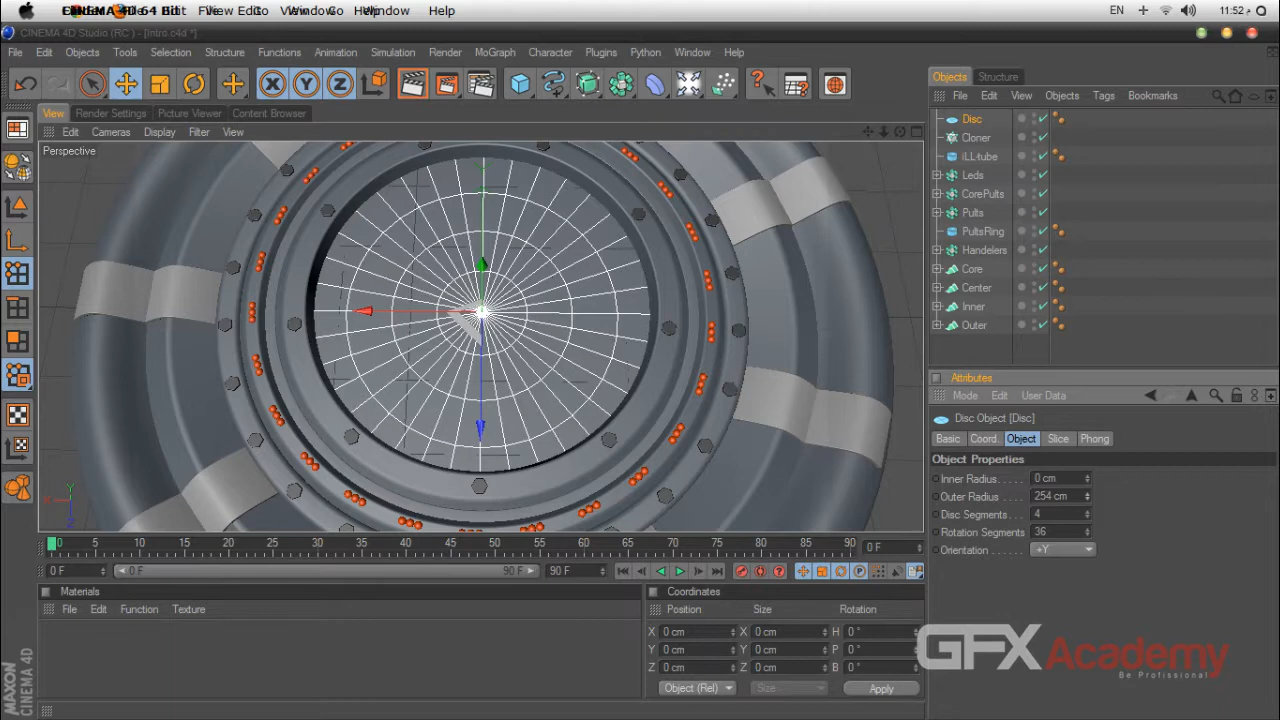 EN 11:52 م
CINEMA 4D Studio (RC ) - [Intro.c4d *]
File Edit Objects Tools Selection Structure Functions Animation Simulation Render MoGraph Character Plugins Python Window Help
View Render Settings Picture Viewer Content Browser
Edit Cameras Display Filter View
Perspective
Objects Structure
File Edit View Objects Tags Bookmarks
Disc
Cloner
iLL-tube
Leds
CorePults
Pults
PultsRing
Handelers
Core
Center
Inner
Outer
Attributes
Mode Edit User Data
Disc Object [Disc]
Basic Coord. Object Slice Phong
Object Properties
Inner Radius. . . . 0 cm
Outer Radius . . . 254 cm
Disc Segments . . . 4
Rotation Segments 36
Orientation . . . . +Y
0 5 10 15 20 25 30 35 40 45 50 55 60 65 70 75 80 85 90 0 F
0 F 0 F 90 F 90 F
Materials
File Edit Function Texture
Coordinates
Position Size Rotation
X 0 cm X 0 cm H 0 °
Y 0 cm Y 0 cm P 0 °
Z 0 cm Z 0 cm B 0 °
Object (Rel) Size Apply
MAXON
CINEMA 4D
GFX Academy
Be Profissional